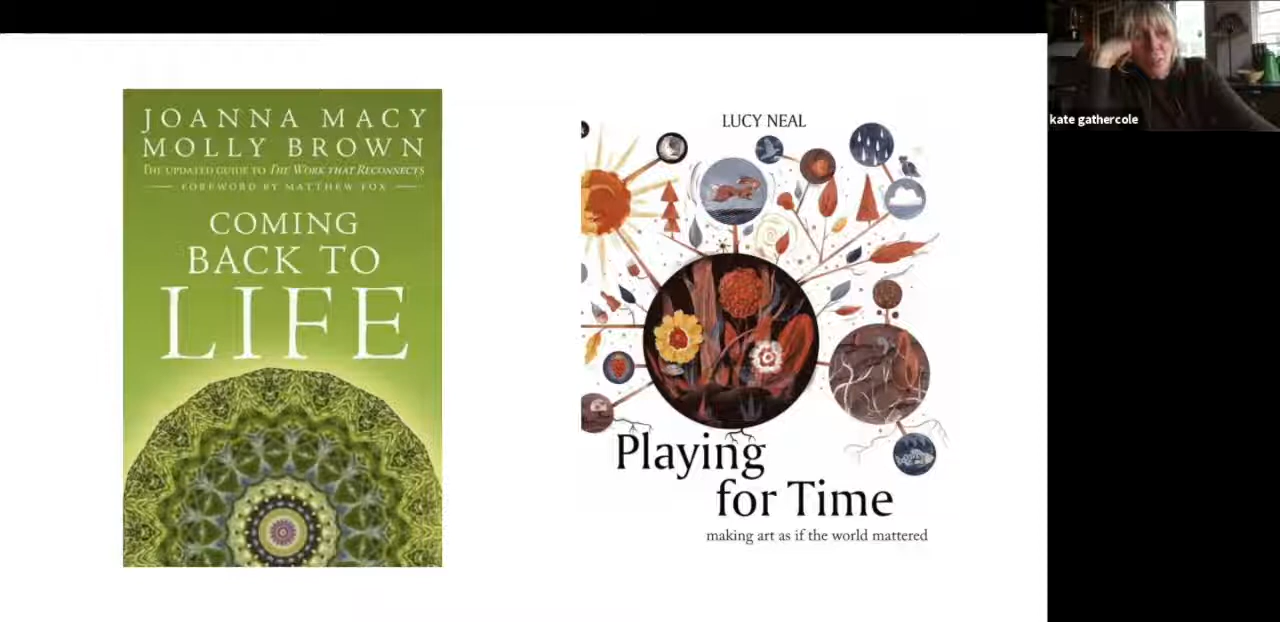 JOANNA MACY
MOLLY BROWN
THE UPDATED GUIDE TO THE WORK THAT RECONNECTS
FOREWORD BY MATTHEW FOX
COMING
BACK TO
LIFE
LUCY NEAL
Playing
for Time
making art as if the world mattered
kate gathercole